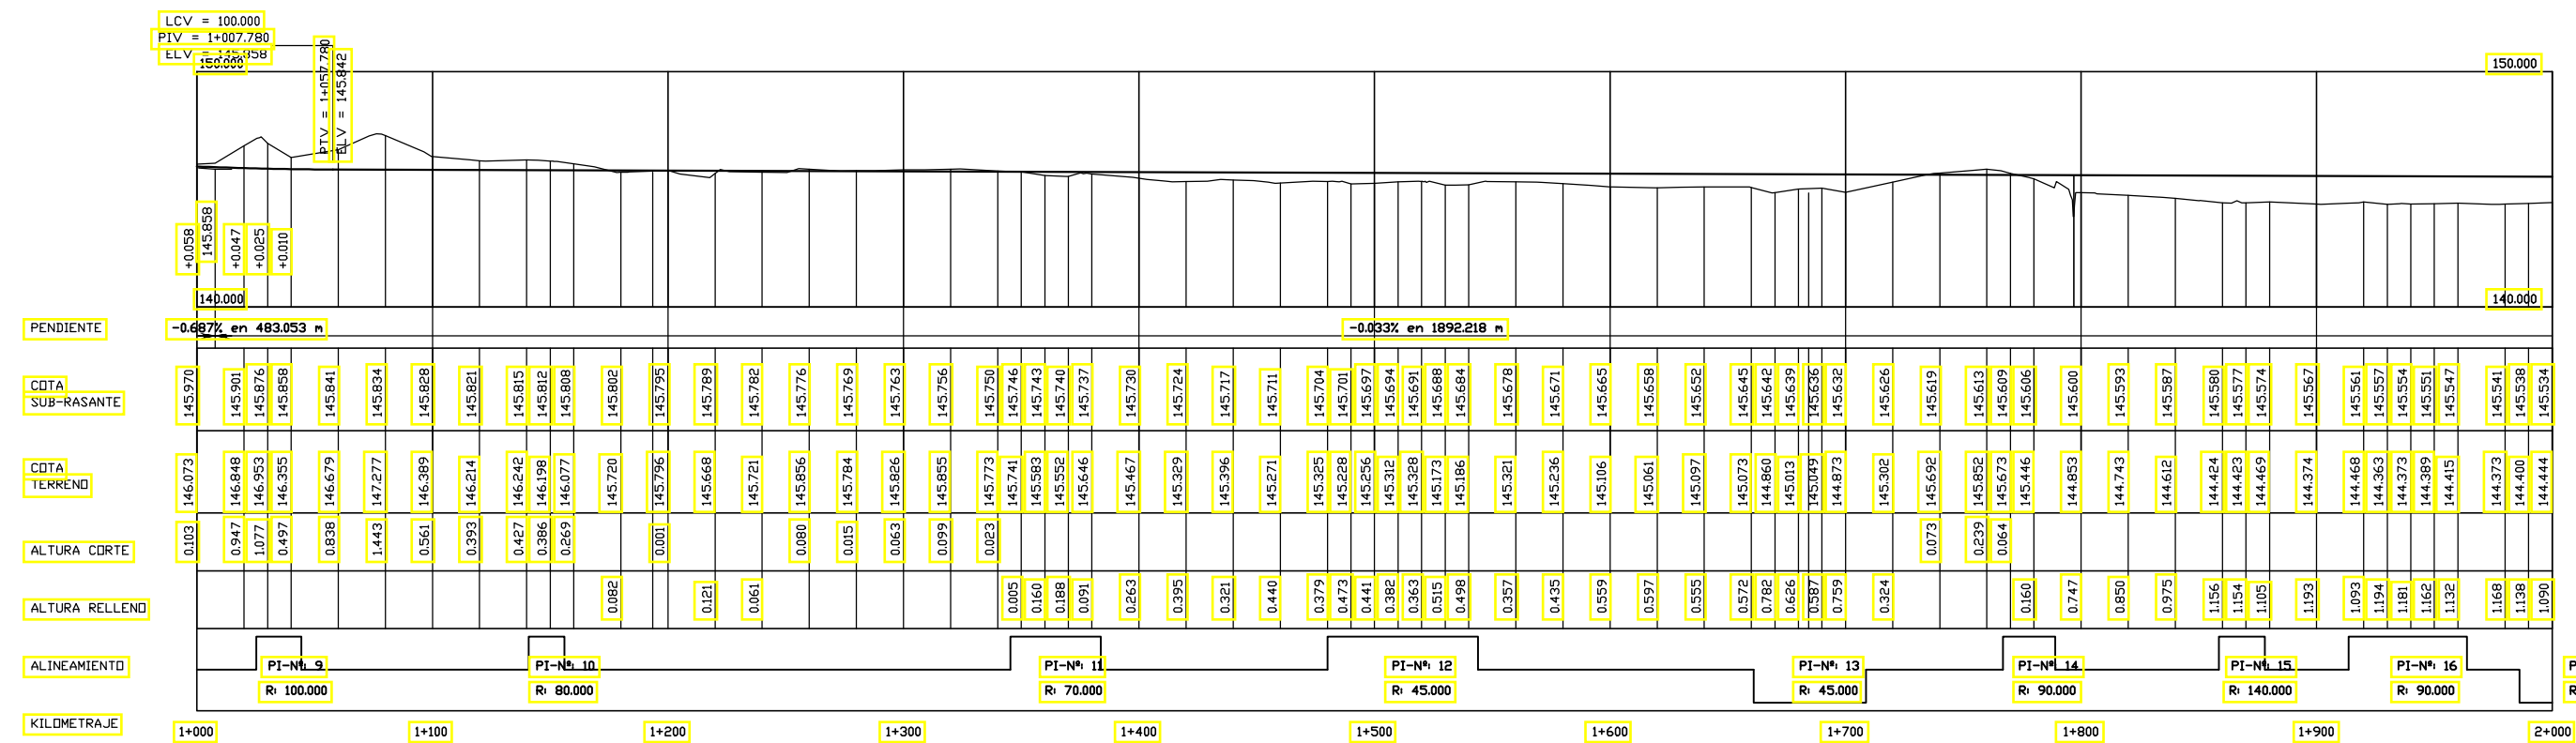 LCV = 100.000
PIV = 1+007.780
ELV = 145.858
PTV = 1+057.780
ELV = 145.842
150.000 150.000
+0.058 145.858 +0.047 +0.025 +0.010
140.000 140.000
PENDIENTE -0.687% en 483.053 m -0.033% en 1892.218 m
COTA
SUB-RASANTE
145.970 145.901 145.876 145.858 145.841 145.834 145.828 145.821 145.815 145.812 145.808 145.802 145.795 145.789 145.782 145.776 145.769 145.763 145.756 145.750 145.746 145.743 145.740 145.737 145.730 145.724 145.717 145.711 145.704 145.701 145.697 145.694 145.691 145.688 145.684 145.678 145.671 145.665 145.658 145.652 145.645 145.642 145.639 145.636 145.632 145.626 145.619 145.613 145.609 145.606 145.600 145.593 145.587 145.580 145.577 145.574 145.567 145.561 145.557 145.554 145.551 145.547 145.541 145.538 145.534
COTA
TERRENO
146.073 146.848 146.953 146.355 146.679 147.277 146.389 146.214 146.242 146.198 146.077 145.720 145.796 145.668 145.721 145.856 145.784 145.826 145.855 145.773 145.741 145.583 145.552 145.646 145.467 145.329 145.396 145.271 145.325 145.228 145.256 145.312 145.328 145.173 145.186 145.321 145.236 145.106 145.061 145.097 145.073 144.860 145.013 145.049 144.873 145.302 145.692 145.852 145.673 145.446 144.853 144.743 144.612 144.424 144.423 144.469 144.374 144.468 144.363 144.373 144.389 144.415 144.373 144.400 144.444
ALTURA CORTE 0.103 0.947 1.077 0.497 0.838 1.443 0.561 0.393 0.427 0.386 0.269 0.001 0.080 0.015 0.063 0.099 0.023 0.073 0.239 0.064
ALTURA RELLENO 0.082 0.121 0.061 0.005 0.160 0.188 0.091 0.263 0.395 0.321 0.440 0.379 0.473 0.441 0.382 0.363 0.515 0.498 0.357 0.435 0.559 0.597 0.555 0.572 0.782 0.626 0.587 0.759 0.324 0.160 0.747 0.850 0.975 1.156 1.154 1.105 1.193 1.093 1.194 1.181 1.162 1.132 1.168 1.138 1.090
ALINEAMIENTO PI-Nº: 9 PI-Nº: 10 PI-Nº: 11 PI-Nº: 12 PI-Nº: 13 PI-Nº: 14 PI-Nº: 15 PI-Nº: 16
R: 100.000 R: 80.000 R: 70.000 R: 45.000 R: 45.000 R: 90.000 R: 140.000 R: 90.000
KILOMETRAJE
1+000 1+100 1+200 1+300 1+400 1+500 1+600 1+700 1+800 1+900 2+000